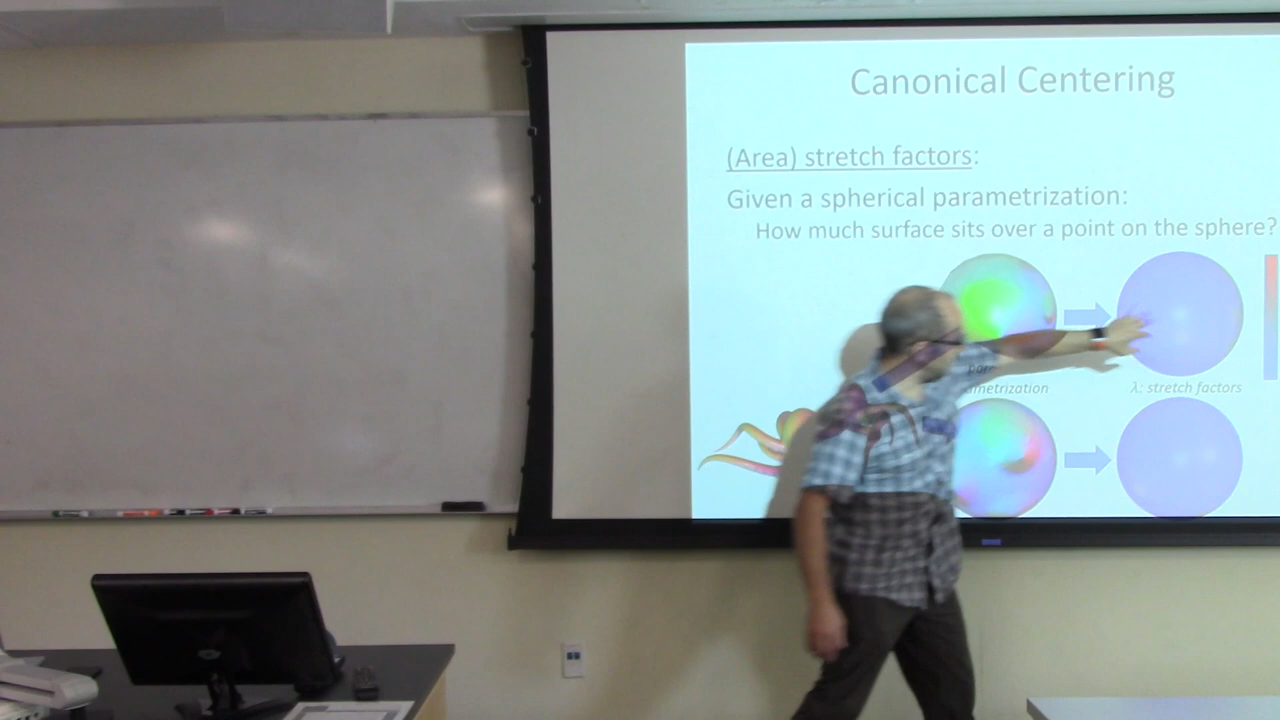 Canonical Centering
(Area) stretch factors:
Given a spherical parametrization:
How much surface sits over a point on the sphere?
λ: stretch factors